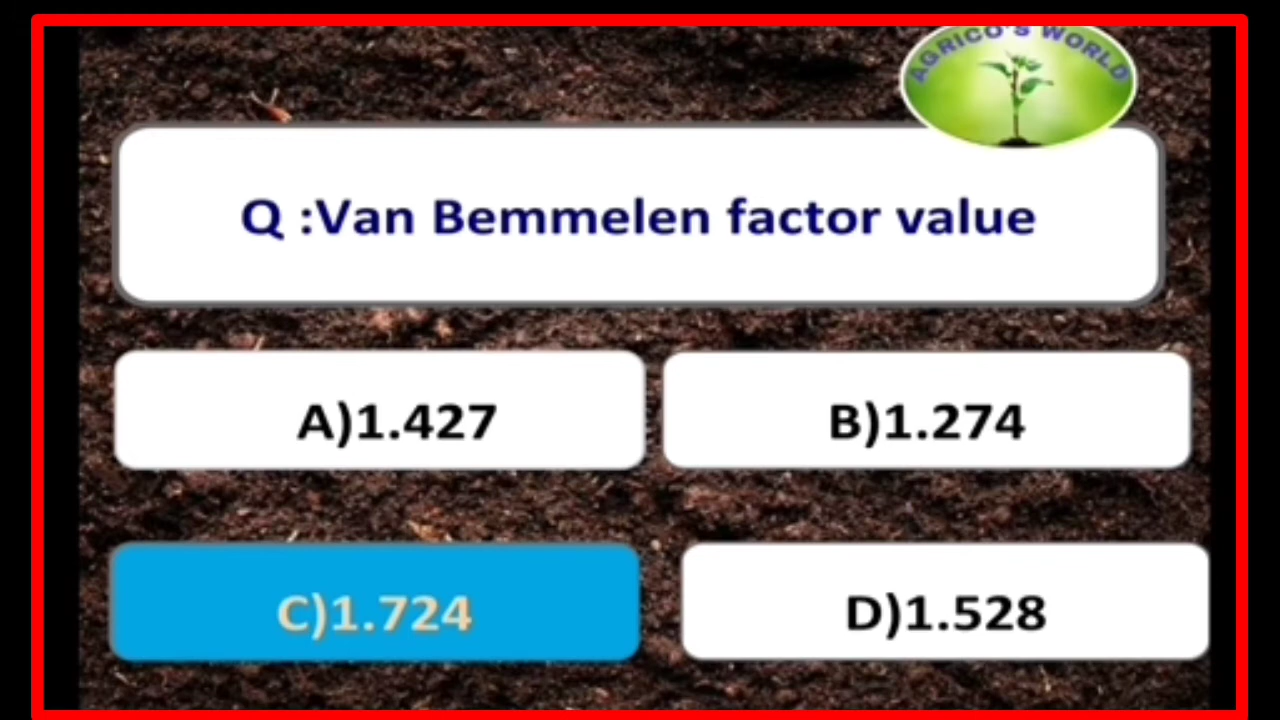 AGRICO'S WORLD
Q :Van Bemmelen factor value
A)1.427
B)1.274
C)1.724
D)1.528